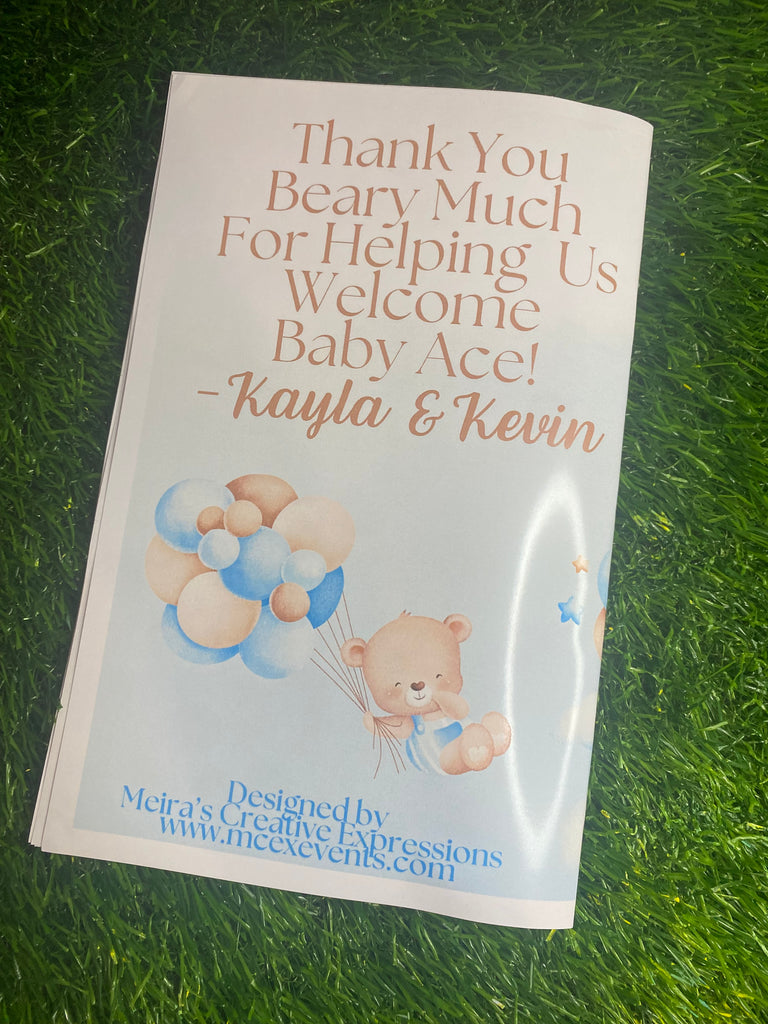 Thank You
Beary Much
For Helping Us
Welcome
Baby Ace!
- Kayla & Kevin
Designed by
Meira's Creative Expressions
www.mcexevents.com